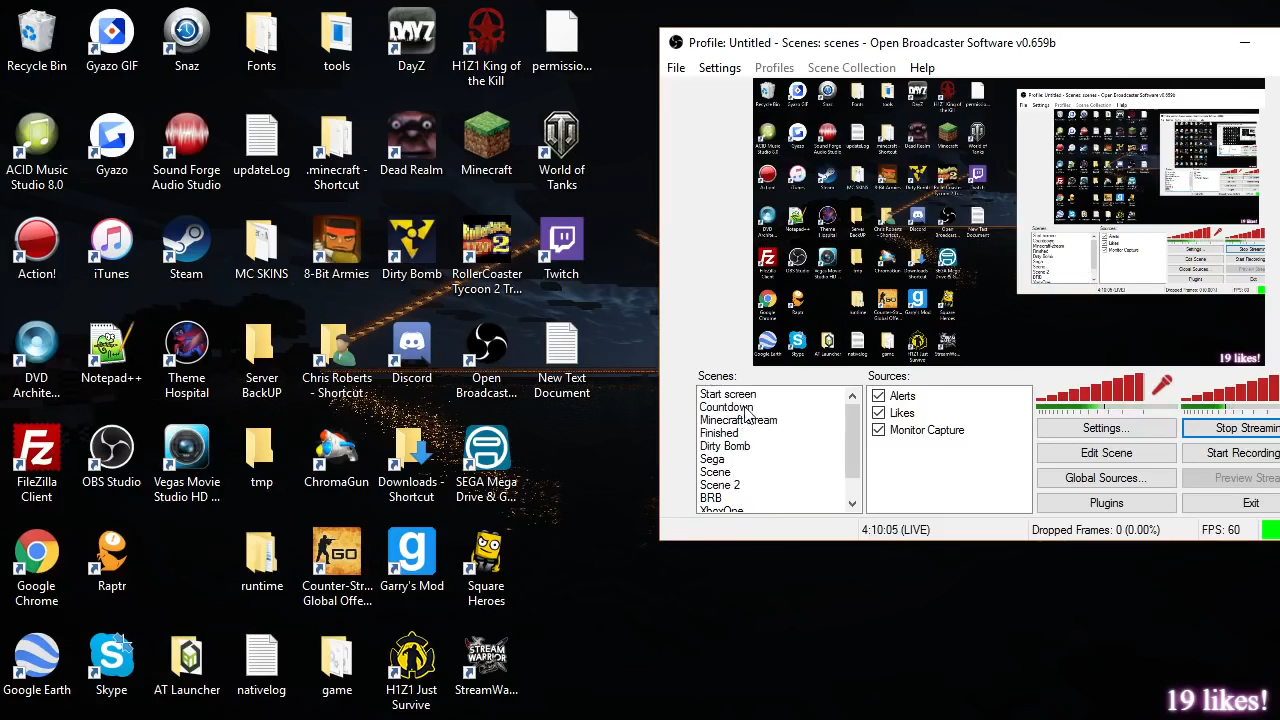 Recycle Bin
Gyazo GIF
Snaz
Fonts
tools
DayZ
H1Z1 King of
the Kill
permissio...
ACID Music
Studio 8.0
Gyazo
Sound Forge
Audio Studio
updateLog
.minecraft -
Shortcut
Dead Realm
Minecraft
World of
Tanks
Action!
iTunes
Steam
MC SKINS
8-Bit Armies
Dirty Bomb
RollerCoaster
Tycoon 2 Tr...
Twitch
DVD
Archite...
Notepad++
Theme
Hospital
Server
BackUP
Chris Roberts
- Shortcut
Discord
Open
Broadcast...
New Text
Document
FileZilla
Client
OBS Studio
Vegas Movie
Studio HD ...
tmp
ChromaGun
Downloads -
Shortcut
SEGA Mega
Drive & G...
Google
Chrome
Raptr
runtime
Counter-Str...
Global Offe...
Garry's Mod
Square
Heroes
Google Earth
Skype
AT Launcher
nativelog
game
H1Z1 Just
Survive
StreamWa...
Profile: Untitled - Scenes: scenes - Open Broadcaster Software v0.659b
File Settings Profiles Scene Collection Help
19 likes!
Scenes:
Start screen
Countdown
Finished
Dirty Bomb
Sega
Scene
Scene 2
BRB
XboxOne
Sources:
Alerts
Likes
Monitor Capture
Settings...
Edit Scene
Global Sources...
Plugins
Stop Streamin
Start Recording
Preview Strea
Exit
4:10:05 (LIVE)
Dropped Frames: 0 (0.00%)
FPS: 60
19 likes!